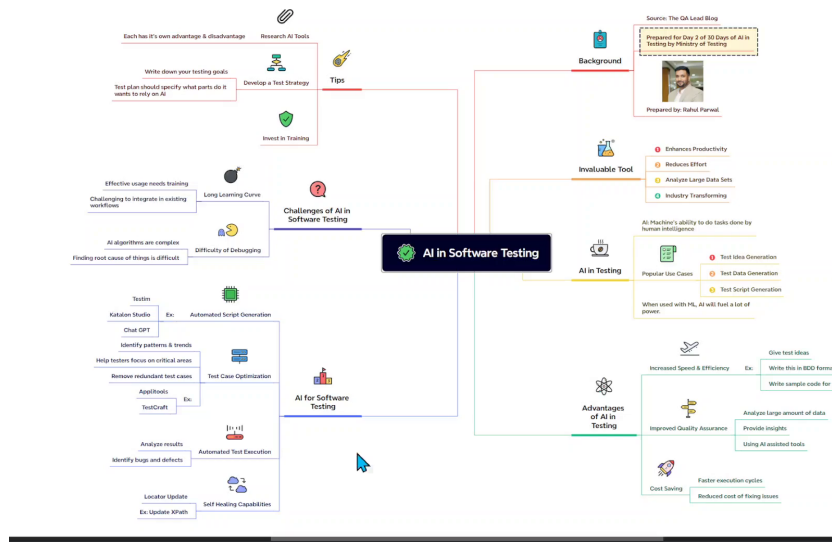 AI in Software Testing
Background
Source: The QA Lead Blog
Prepared for Day 2 of 30 Days of AI in
Testing by Ministry of Testing
Prepared by: Rahul Parwal
Invaluable Tool
1 Enhances Productivity
2 Reduces Effort
3 Analyze Large Data Sets
4 Industry Transforming
AI in Testing
AI: Machine's ability to do tasks done by
human intelligence
Popular Use Cases
1 Test Idea Generation
2 Test Data Generation
3 Test Script Generation
When used with ML, AI will fuel a lot of
power.
Advantages
of AI in
Testing
Increased Speed & Efficiency
Ex:
Give test ideas
Write this in BDD forma
Write sample code for
Improved Quality Assurance
Analyze large amount of data
Provide insights
Using AI assisted tools
Cost Saving
Faster execution cycles
Reduced cost of fixing issues
Tips
Research AI Tools
Each has it's own advantage & disadvantage
Develop a Test Strategy
Write down your testing goals
Test plan should specify what parts do it
wants to rely on AI
Invest in Training
Challenges of AI in
Software Testing
Long Learning Curve
Effective usage needs training
Challenging to integrate in existing
workflows
Difficulty of Debugging
AI algorithms are complex
Finding root cause of things is difficult
AI for Software
Testing
Automated Script Generation
Ex:
Testim
Katalon Studio
Chat GPT
Test Case Optimization
Identify patterns & trends
Help testers focus on critical areas
Remove redundant test cases
Ex:
Applitools
TestCraft
Automated Test Execution
Analyze results
Identify bugs and defects
Self Healing Capabilities
Locator Update
Ex: Update XPath